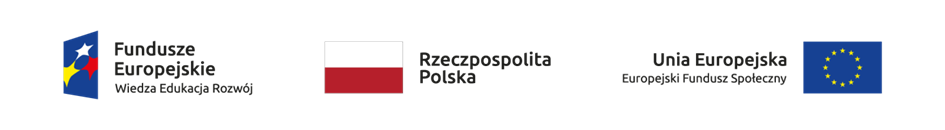 Fundusze
Europejskie
Wiedza Edukacja Rozwój
Rzeczpospolita
Polska
Unia Europejska
Europejski Fundusz Społeczny